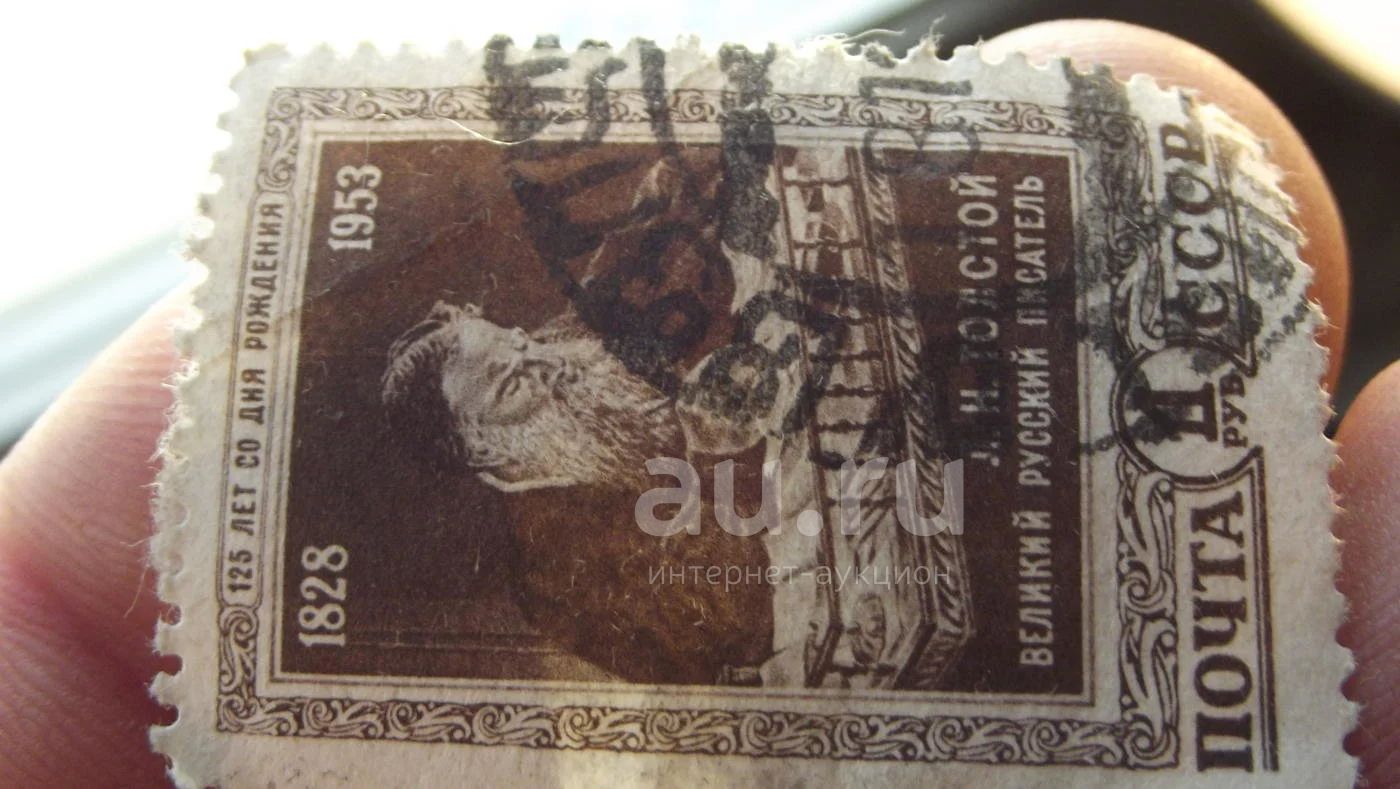 125 ЛЕТ СО ДНЯ РОЖДЕНИЯ
1828 1953
Л.Н.ТОЛСТОЙ
ВЕЛИКИЙ РУССКИЙ ПИСАТЕЛЬ
ПОЧТА 1 РУБ СССР
au.ru
интернет-аукцион